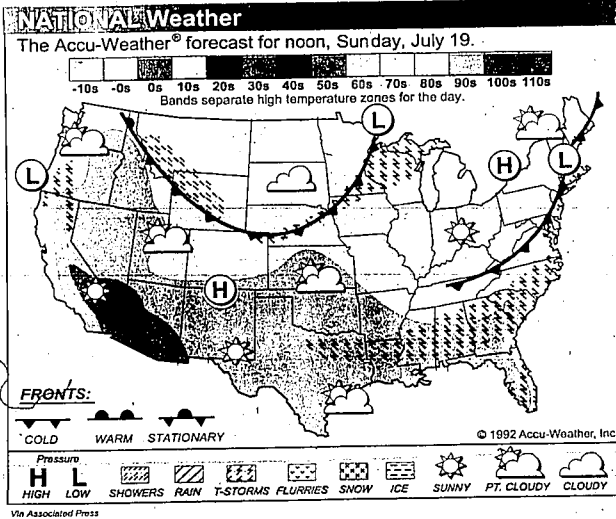 NATIONAL Weather
The Accu-Weather® forecast for noon, Sunday, July 19.
-10s -0s 0s 10s 20s 30s 40s 50s 60s 70s 80s 90s 100s 110s
Bands separate high temperature zones for the day.
L
L
H
L
H
FRONTS:
COLD WARM STATIONARY
© 1992 Accu-Weather, Inc
Pressure
H L
HIGH LOW SHOWERS RAIN T-STORMS FLURRIES SNOW ICE SUNNY PT. CLOUDY CLOUDY
Via Associated Press